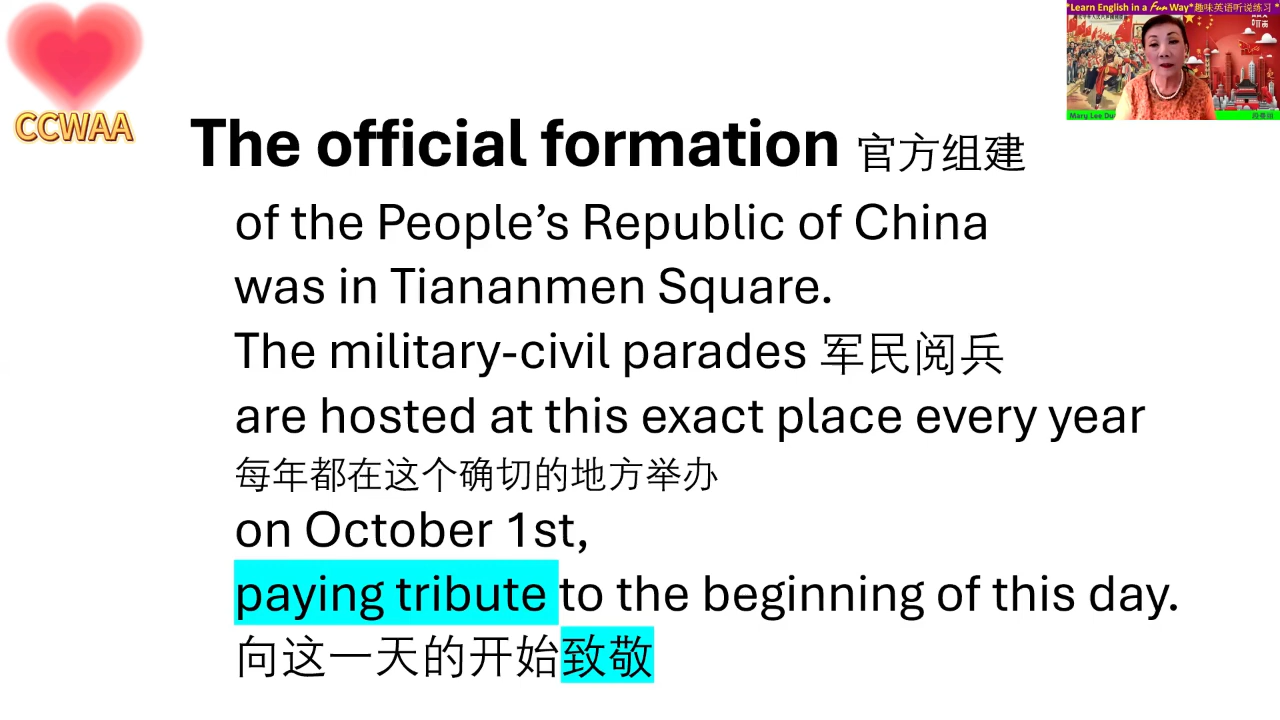 *Learn English in a Fun Way*趣味英语听说练习 *
CCWAA
The official formation 官方组建
of the People’s Republic of China
was in Tiananmen Square.
The military-civil parades 军民阅兵
are hosted at this exact place every year
每年都在这个确切的地方举办
on October 1st,
paying tribute to the beginning of this day.
向这一天的开始致敬
Mary Lee